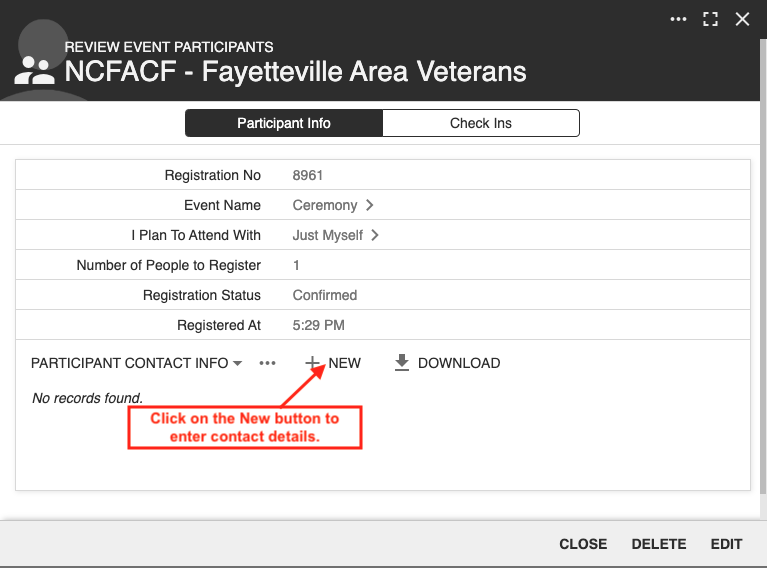 REVIEW EVENT PARTICIPANTS
NCFACF - Fayetteville Area Veterans
Participant Info
Check Ins
Registration No 8961
Event Name Ceremony
I Plan To Attend With Just Myself
Number of People to Register 1
Registration Status Confirmed
Registered At 5:29 PM
PARTICIPANT CONTACT INFO NEW DOWNLOAD
No records found.
Click on the New button to
enter contact details.
CLOSE DELETE EDIT